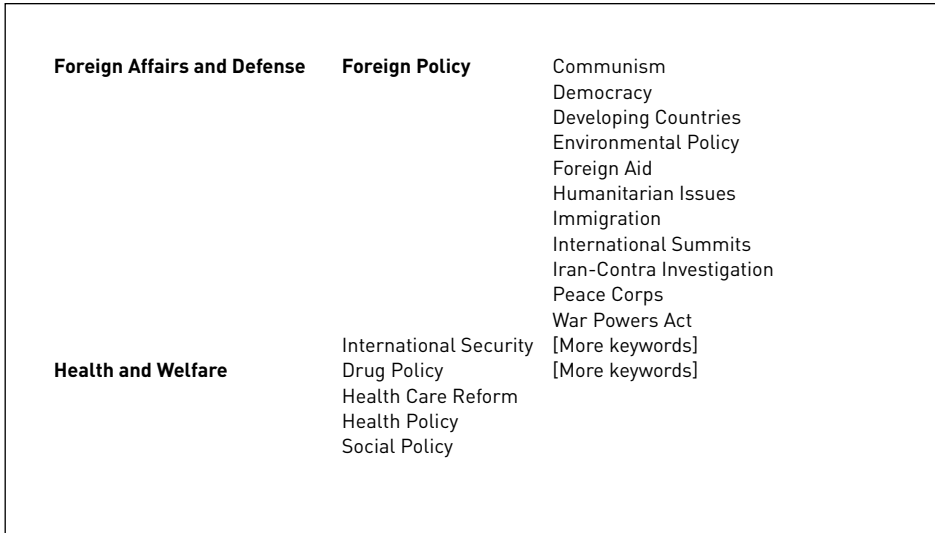 Foreign Affairs and Defense Foreign Policy Communism
Democracy
Developing Countries
Environmental Policy
Foreign Aid
Humanitarian Issues
Immigration
International Summits
Iran-Contra Investigation
Peace Corps
War Powers Act
International Security [More keywords]
Health and Welfare Drug Policy [More keywords]
Health Care Reform
Health Policy
Social Policy